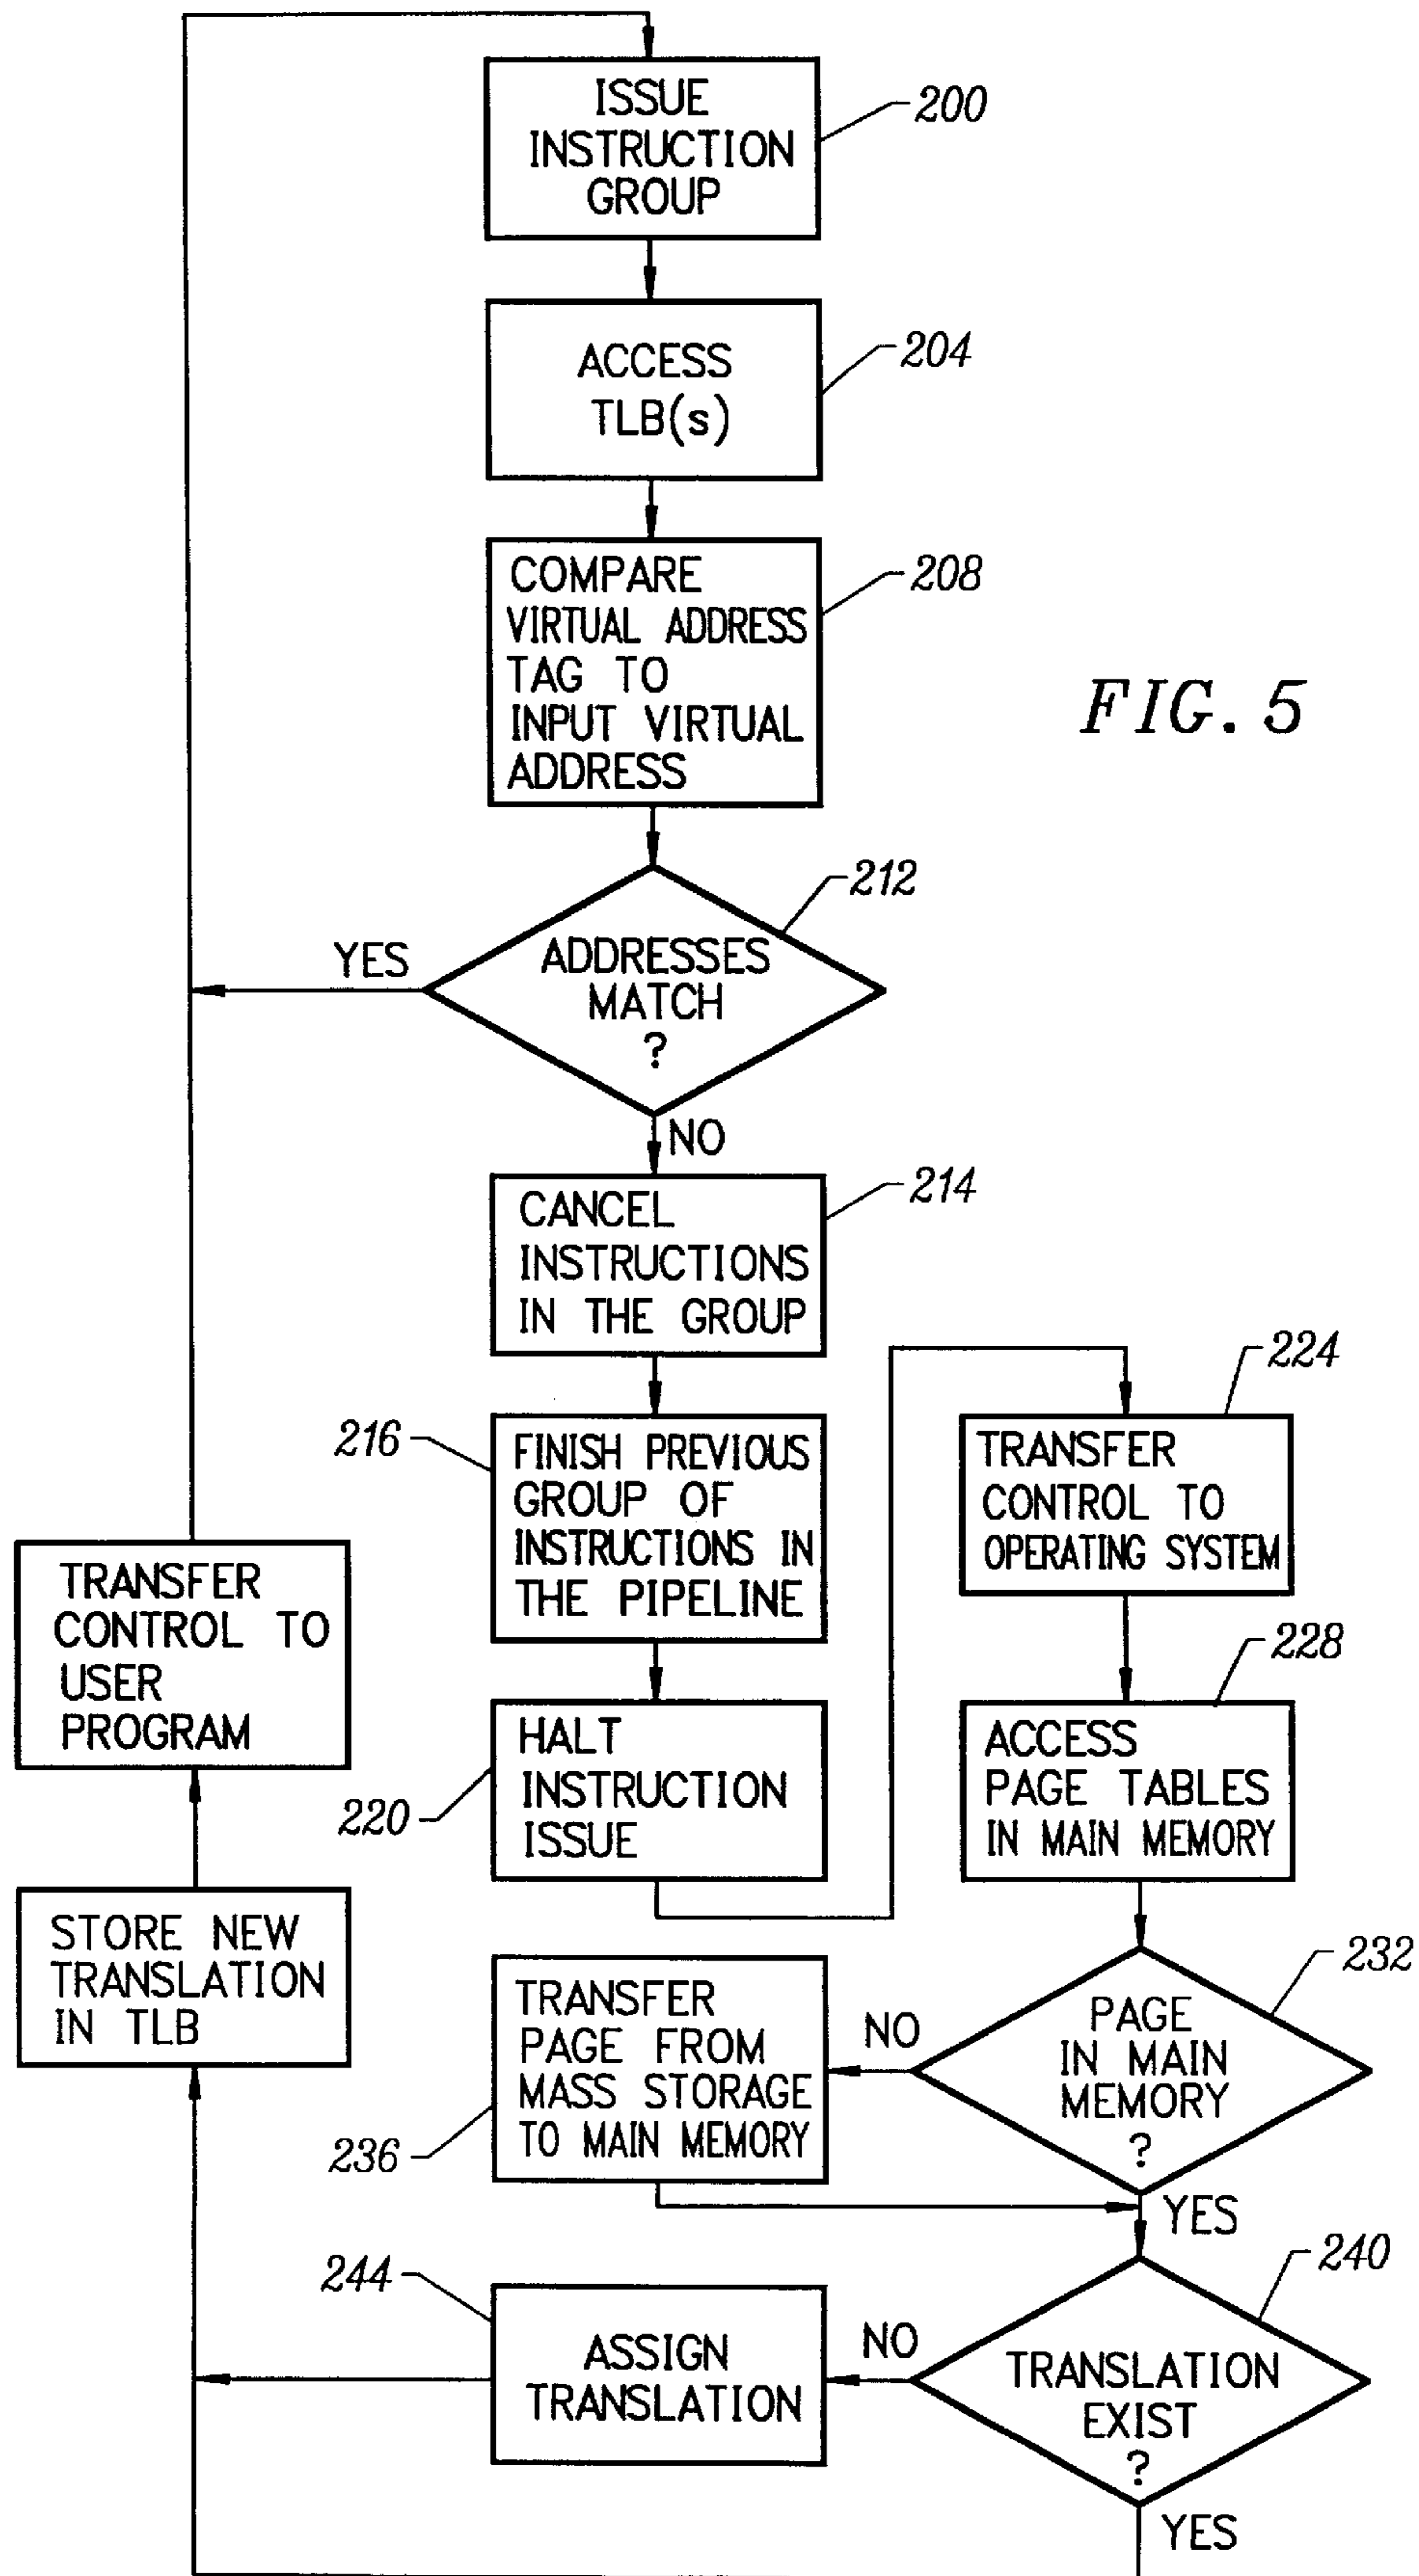 ISSUE
INSTRUCTION
GROUP
200
ACCESS
TLB(s)
204
COMPARE
VIRTUAL ADDRESS
TAG TO
INPUT VIRTUAL
ADDRESS
208
FIG. 5
212
ADDRESSES
MATCH
?
YES
NO
CANCEL
INSTRUCTIONS
IN THE GROUP
214
216
FINISH PREVIOUS
GROUP OF
INSTRUCTIONS IN
THE PIPELINE
220
HALT
INSTRUCTION
ISSUE
224
TRANSFER
CONTROL TO
OPERATING SYSTEM
228
ACCESS
PAGE TABLES
IN MAIN MEMORY
232
PAGE
IN MAIN
MEMORY
?
NO
YES
TRANSFER
PAGE FROM
MASS STORAGE
TO MAIN MEMORY
236
240
TRANSLATION
EXIST
?
NO
YES
244
ASSIGN
TRANSLATION
STORE NEW
TRANSLATION
IN TLB
TRANSFER
CONTROL TO
USER
PROGRAM